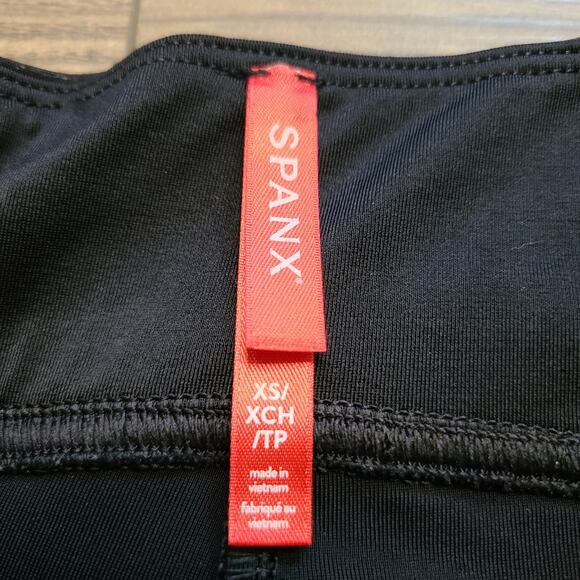 SPANX®
XS/
XCH
/TP
made in
vietnam
fabriqué au
vietnam